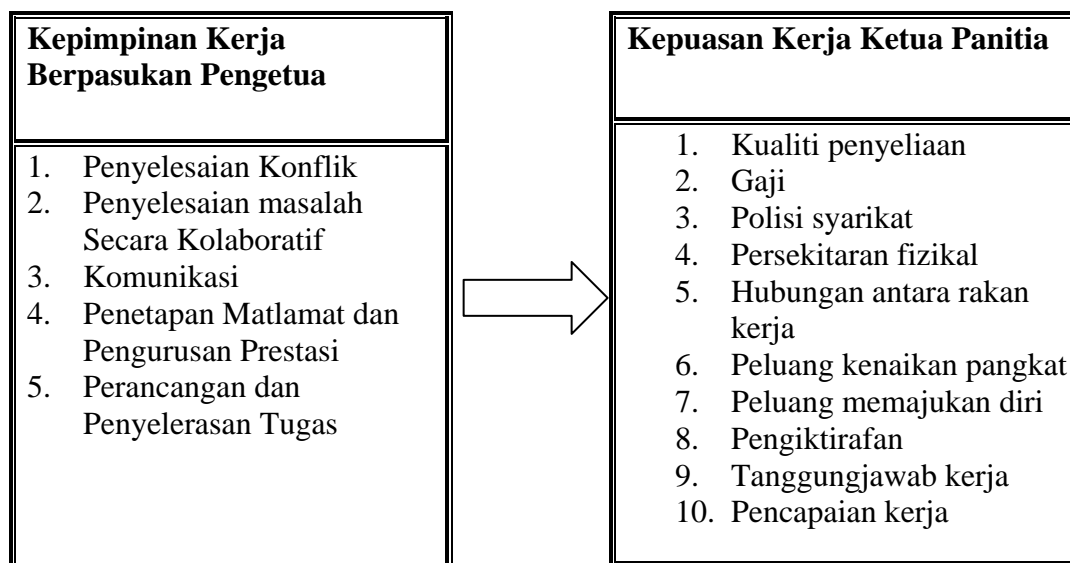 Kepimpinan Kerja
Berpasukan Pengetua
1. Penyelesaian Konflik
2. Penyelesaian masalah
Secara Kolaboratif
3. Komunikasi
4. Penetapan Matlamat dan
Pengurusan Prestasi
5. Perancangan dan
Penyelerasan Tugas
Kepuasan Kerja Ketua Panitia
1. Kualiti penyeliaan
2. Gaji
3. Polisi syarikat
4. Persekitaran fizikal
5. Hubungan antara rakan
kerja
6. Peluang kenaikan pangkat
7. Peluang memajukan diri
8. Pengiktirafan
9. Tanggungjawab kerja
10. Pencapaian kerja